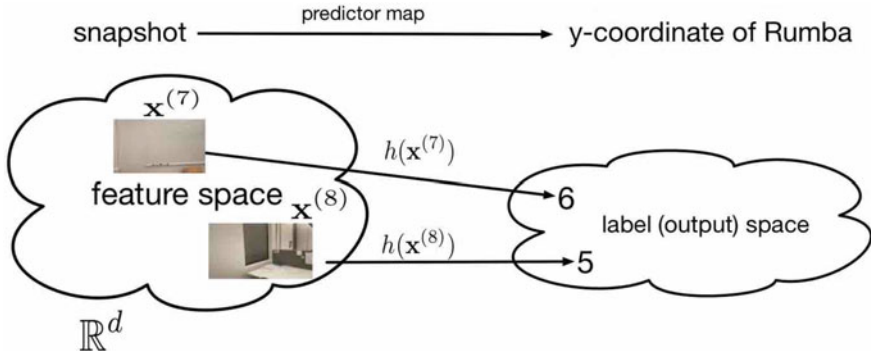 predictor map
snapshot y-coordinate of Rumba
x^(7)
h(x^(7))
feature space x^(8)
6
label (output) space
h(x^(8))
5
ℝ^d